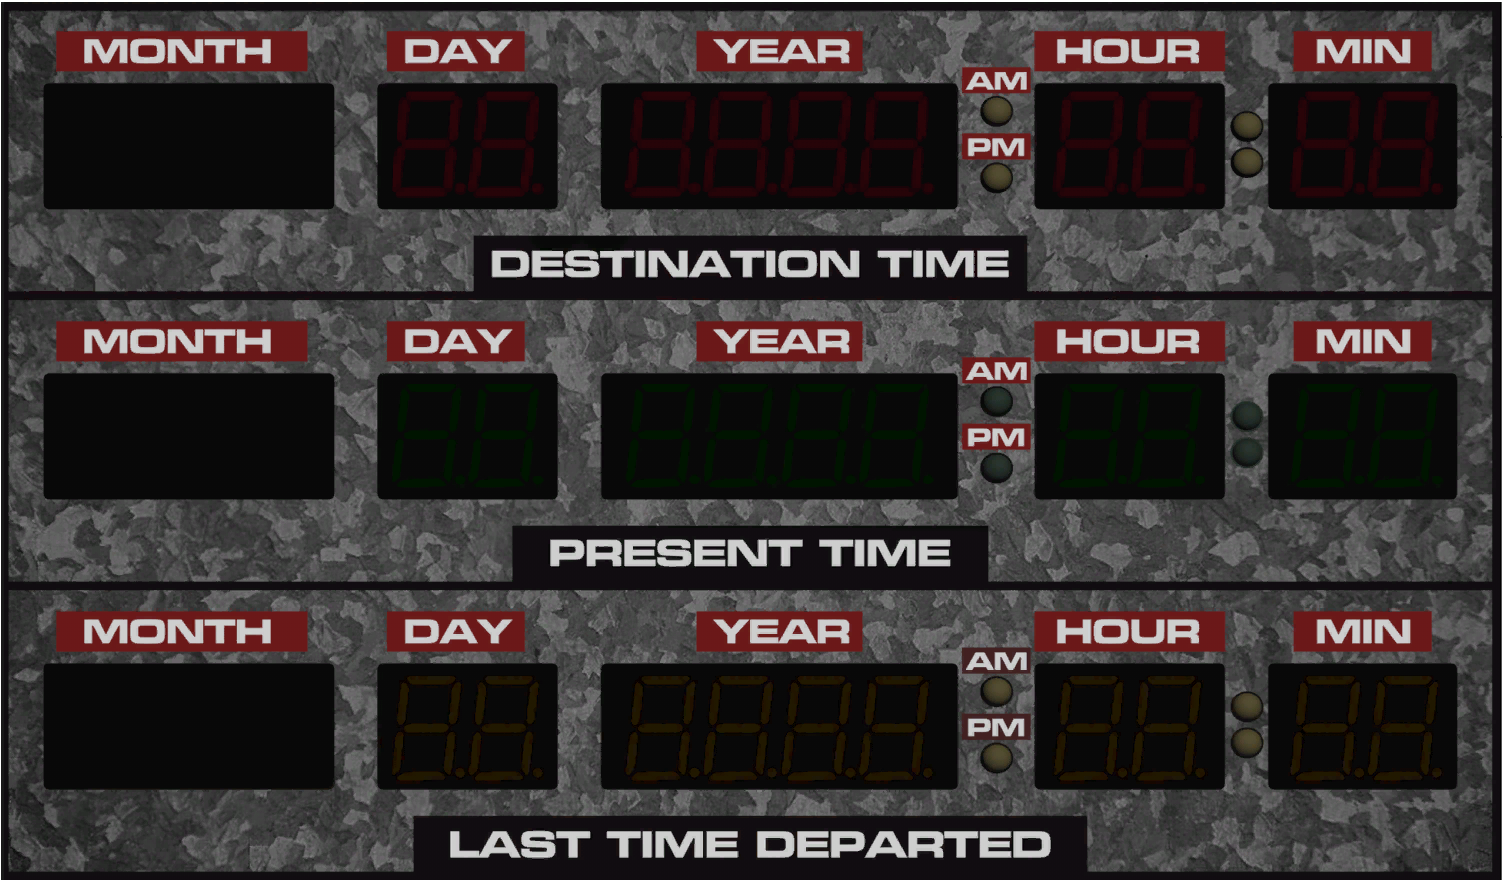 MONTH DAY YEAR HOUR MIN
AM
PM
DESTINATION TIME
MONTH DAY YEAR HOUR MIN
AM
PM
PRESENT TIME
MONTH DAY YEAR HOUR MIN
AM
PM
LAST TIME DEPARTED